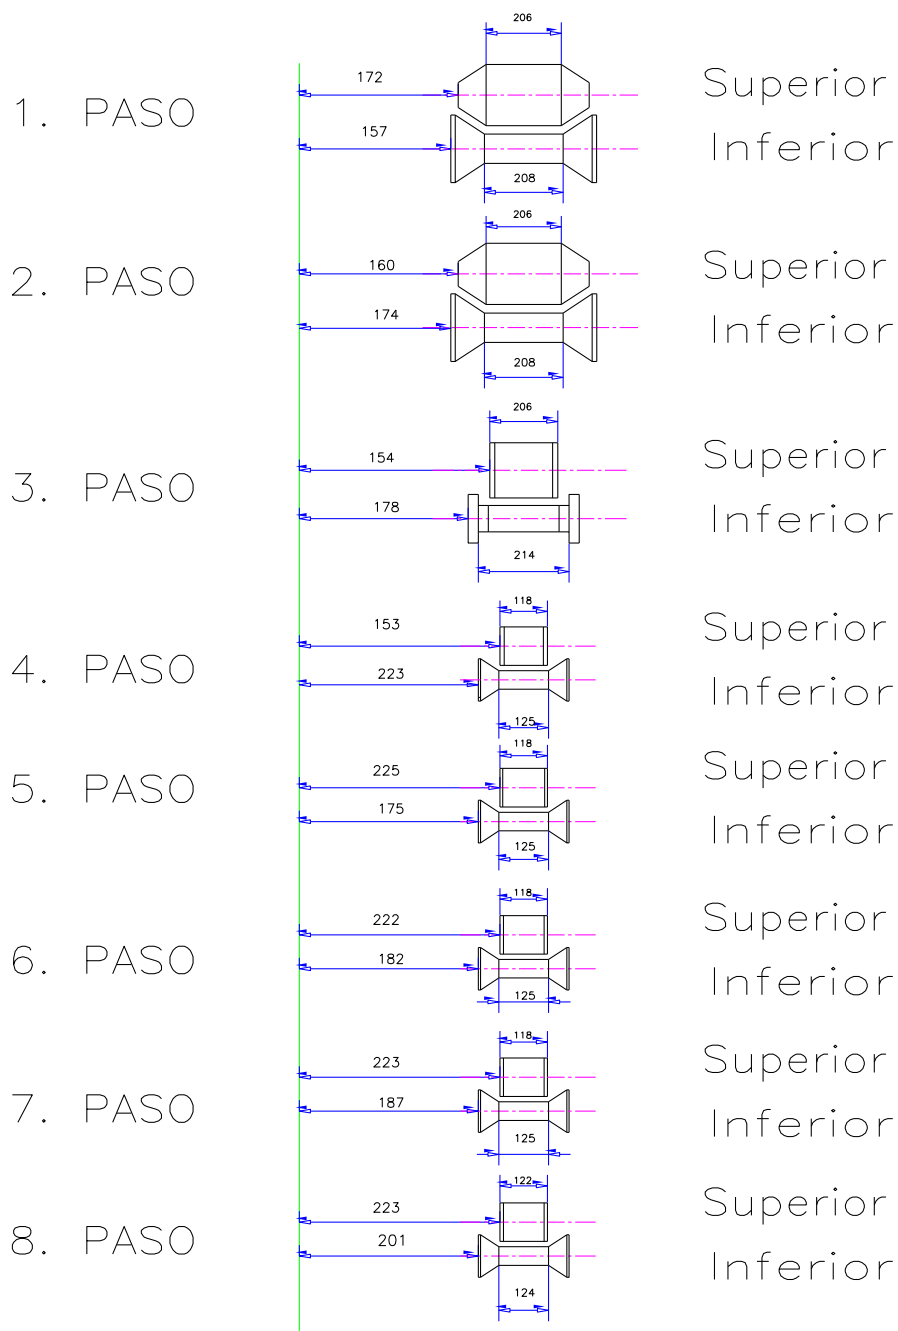 206
172
Superior
1. PASO
157
Inferior
208
206
160
Superior
2. PASO
174
Inferior
208
206
154
Superior
3. PASO
178
Inferior
214
118
153
Superior
4. PASO
223
Inferior
125
118
225
Superior
5. PASO
175
Inferior
125
118
222
Superior
6. PASO
182
Inferior
125
118
223
Superior
7. PASO
187
Inferior
125
122
223
Superior
8. PASO
201
Inferior
124